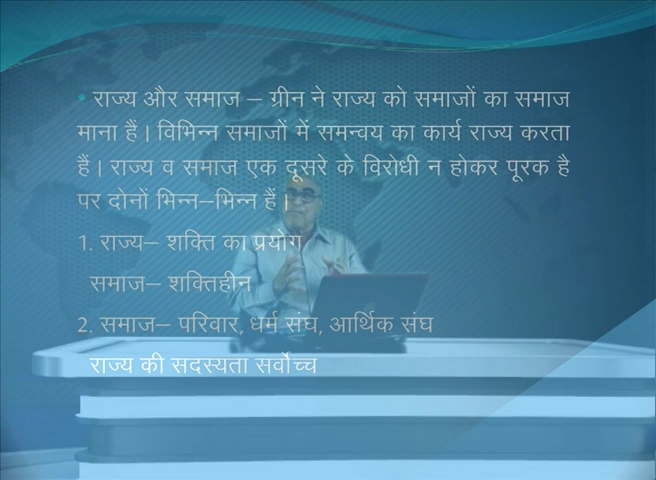 • राज्य और समाज – ग्रीन ने राज्य को समाजों का समाज
माना हैं। विभिन्न समाजों में समन्वय का कार्य राज्य करता
हैं। राज्य व समाज एक दूसरे के विरोधी न होकर पूरक है
पर दोनों भिन्न–भिन्न हैं।
1. राज्य– शक्ति का प्रयोग
समाज– शक्तिहीन
2. समाज– परिवार, धर्म संघ, आर्थिक संघ
राज्य की सदस्यता सर्वोच्च